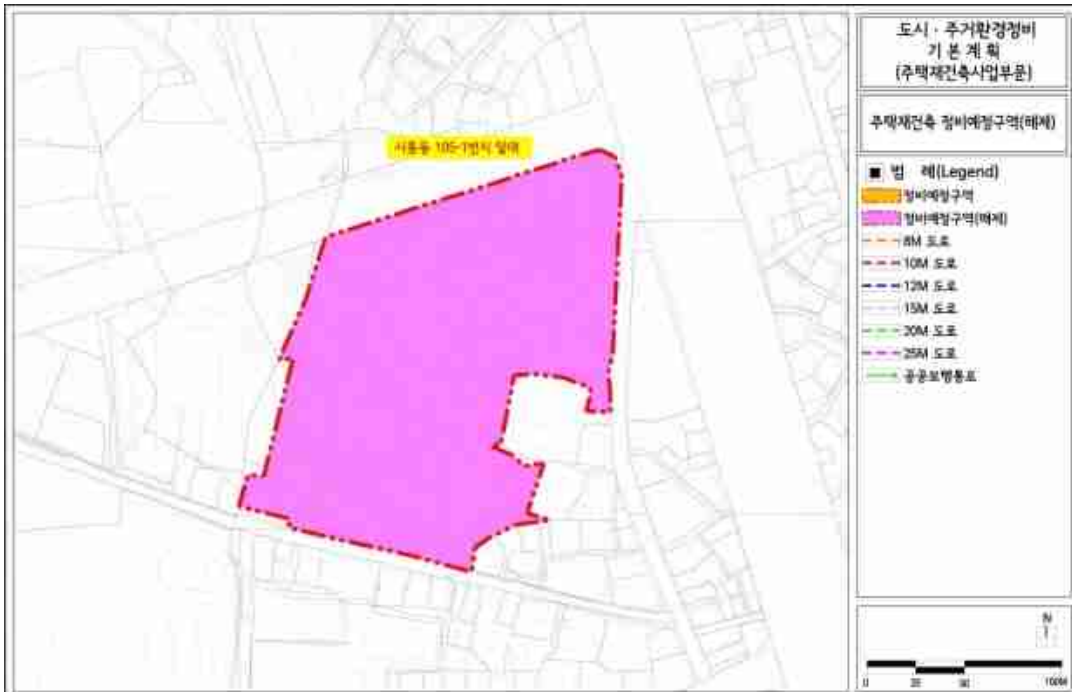 도시 · 주거환경정비
기 본 계 획
(주택재건축사업부문)
주택재건축 정비예정구역(해제)
시흥동 105-1번지 일대
■ 범 례(Legend)
정비예정구역
정비예정구역(해제)
8M 도로
10M 도로
12M 도로
15M 도로
20M 도로
25M 도로
공공보행통로
N
0 25 50 100M